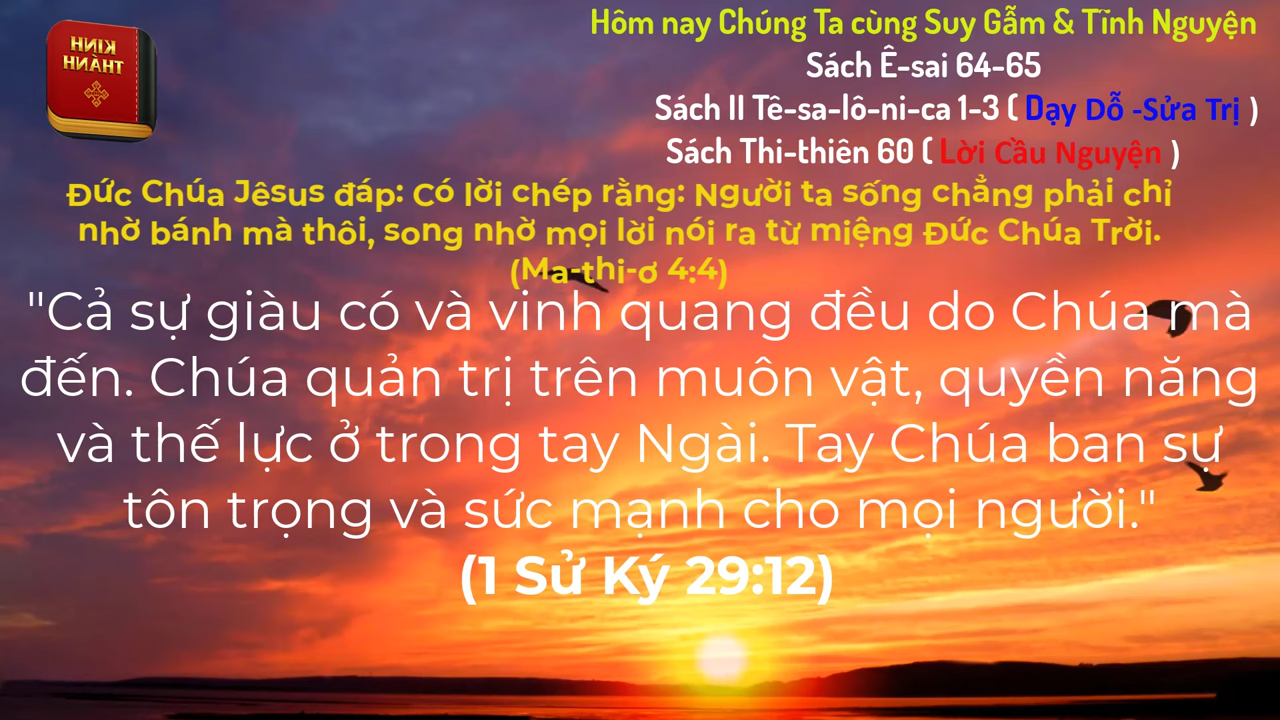 KINH
THÁNH
Hôm nay Chúng Ta cùng Suy Gẫm & Tĩnh Nguyện
Sách Ê-sai 64-65
Sách II Tê-sa-lô-ni-ca 1-3 ( Dạy Dỗ -Sửa Trị )
Sách Thi-thiên 60 ( Lời Cầu Nguyện )
Đức Chúa Jêsus đáp: Có lời chép rằng: Người ta sống chẳng phải chỉ
nhờ bánh mà thôi, song nhờ mọi lời nói ra từ miệng Đức Chúa Trời.
(Ma-thi-ơ 4:4)
"Cả sự giàu có và vinh quang đều do Chúa mà
đến. Chúa quản trị trên muôn vật, quyền năng
và thế lực ở trong tay Ngài. Tay Chúa ban sự
tôn trọng và sức mạnh cho mọi người."
(1 Sử Ký 29:12)